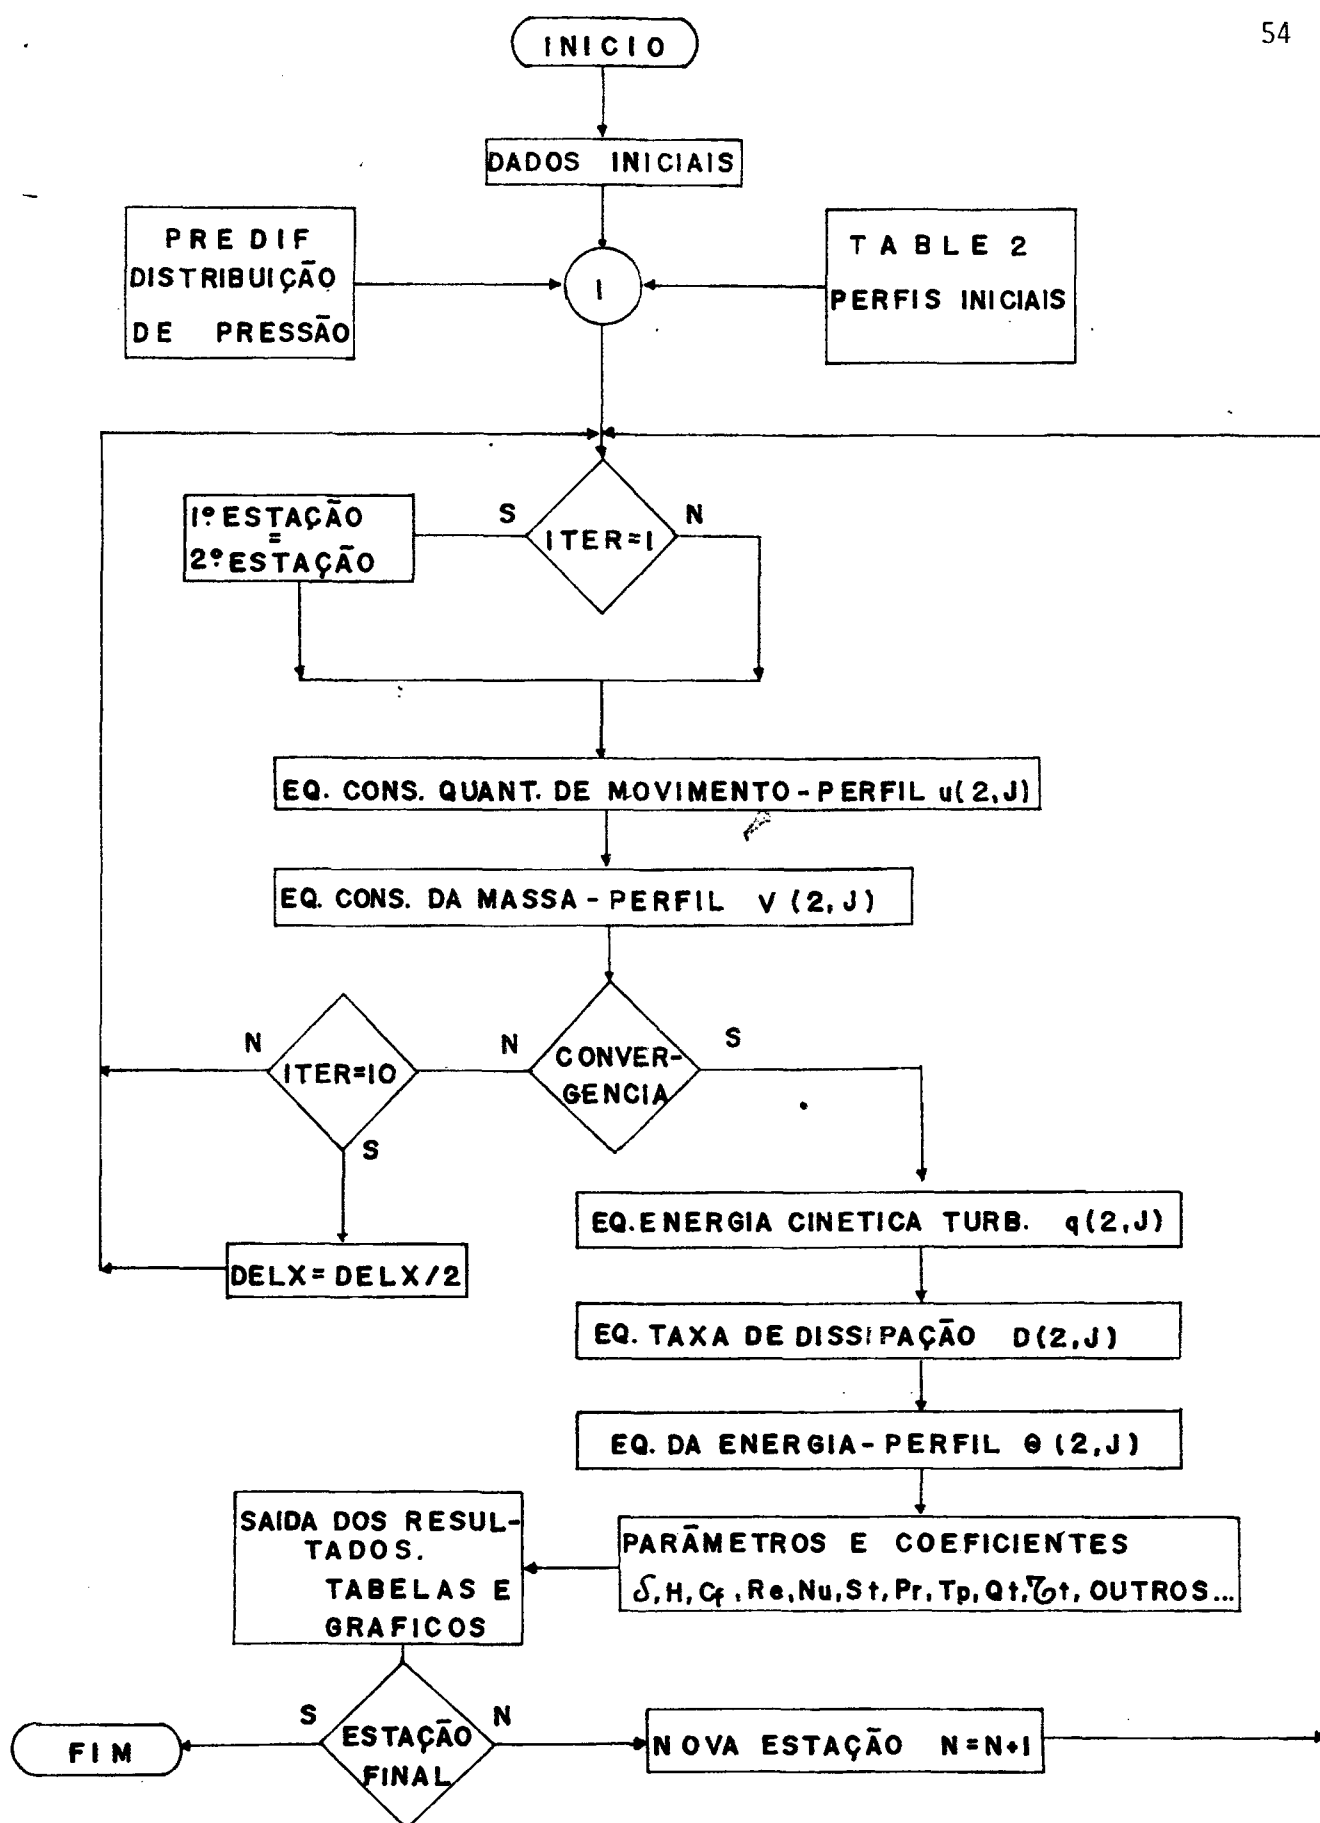 54
INICIO
DADOS INICIAIS
PREDIF
DISTRIBUIÇÃO
DE PRESSÃO
I
TABLE 2
PERFIS INICIAIS
1º ESTAÇÃO
=
2º ESTAÇÃO
S
ITER=1
N
EQ. CONS. QUANT. DE MOVIMENTO - PERFIL u(2,J)
EQ. CONS. DA MASSA - PERFIL V (2,J)
N
ITER=10
S
N
CONVER-
GENCIA
S
DELX = DELX/2
EQ. ENERGIA CINETICA TURB. q(2,J)
EQ. TAXA DE DISSIPAÇÃO D(2,J)
EQ. DA ENERGIA - PERFIL θ (2,J)
PARÂMETROS E COEFICIENTES
δ, H, Cf, Re, Nu, St, Pr, Tp, Qt, τt, OUTROS...
SAIDA DOS RESUL-
TADOS.
TABELAS E
GRAFICOS
S
ESTAÇÃO
FINAL
N
FIM
NOVA ESTAÇÃO N=N+1